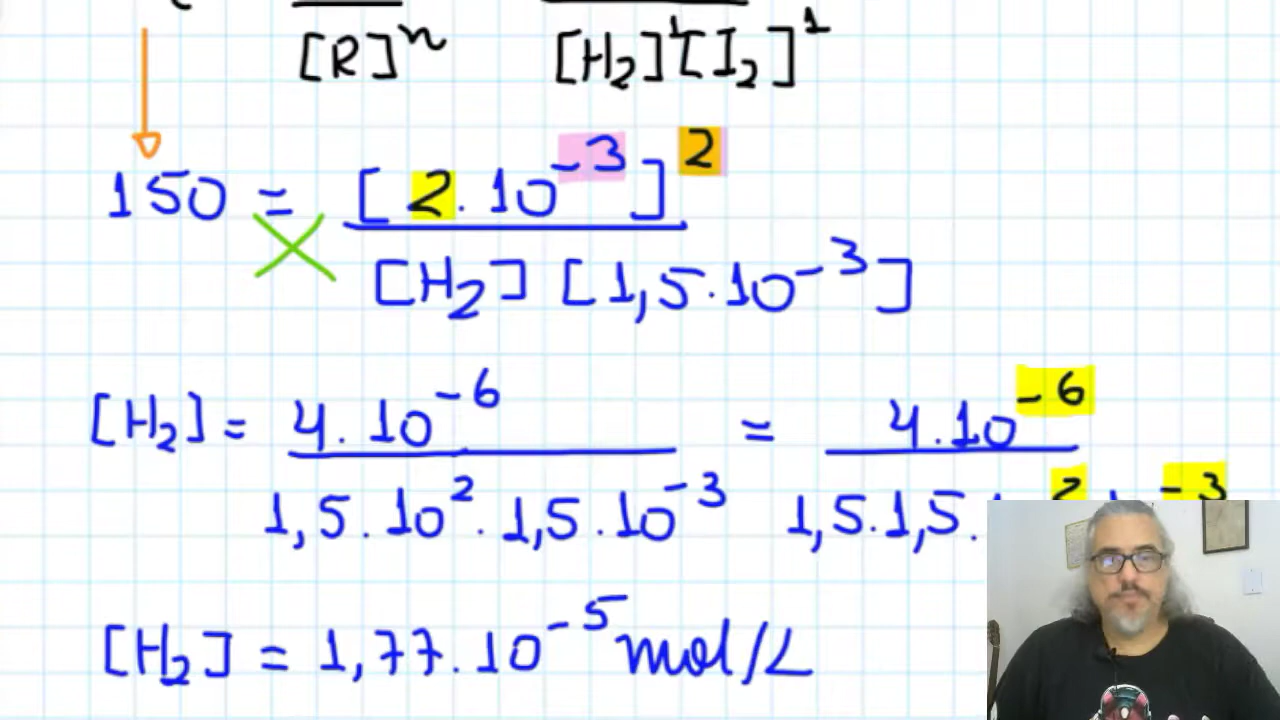 [R]ⁿ [H₂]¹[I₂]¹
150 = [2.10⁻³]²
[H₂] [1,5.10⁻³]
[H₂] = 4.10⁻⁶ = 4.10⁻⁶
1,5.10².1,5.10⁻³ 1,5.1,5. 2 -3
[H₂] = 1,77.10⁻⁵ mol/L